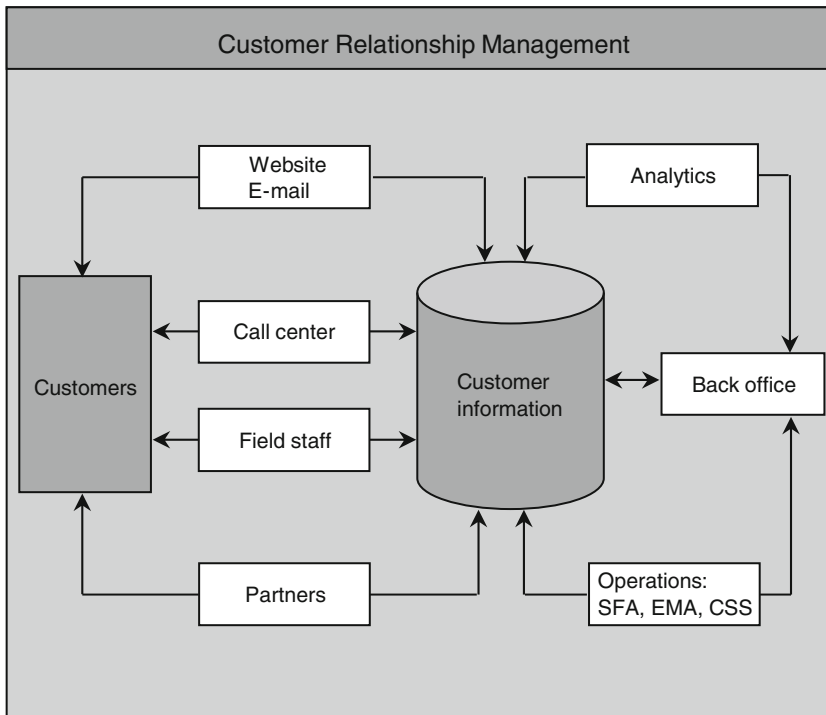 Customer Relationship Management
Website
E-mail
Analytics
Call center
Customers
Customer
information
Back office
Field staff
Partners
Operations:
SFA, EMA, CSS